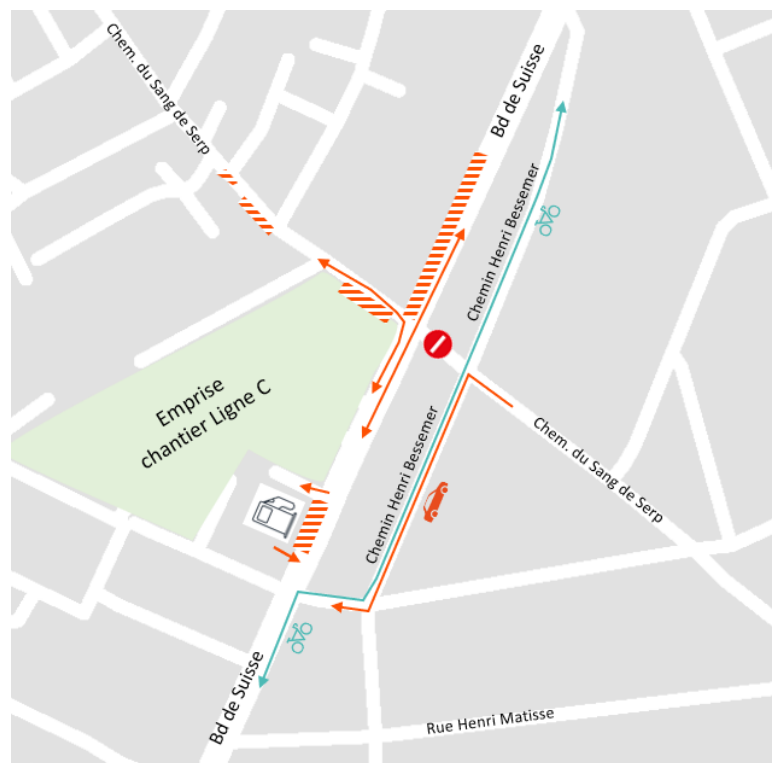 Chem. du Sang de Serp
Bd de Suisse
Chemin Henri Bessemer
Emprise
chantier Ligne C
Chemin Henri Bessemer
Chem. du Sang de Serp
Bd de Suisse
Rue Henri Matisse